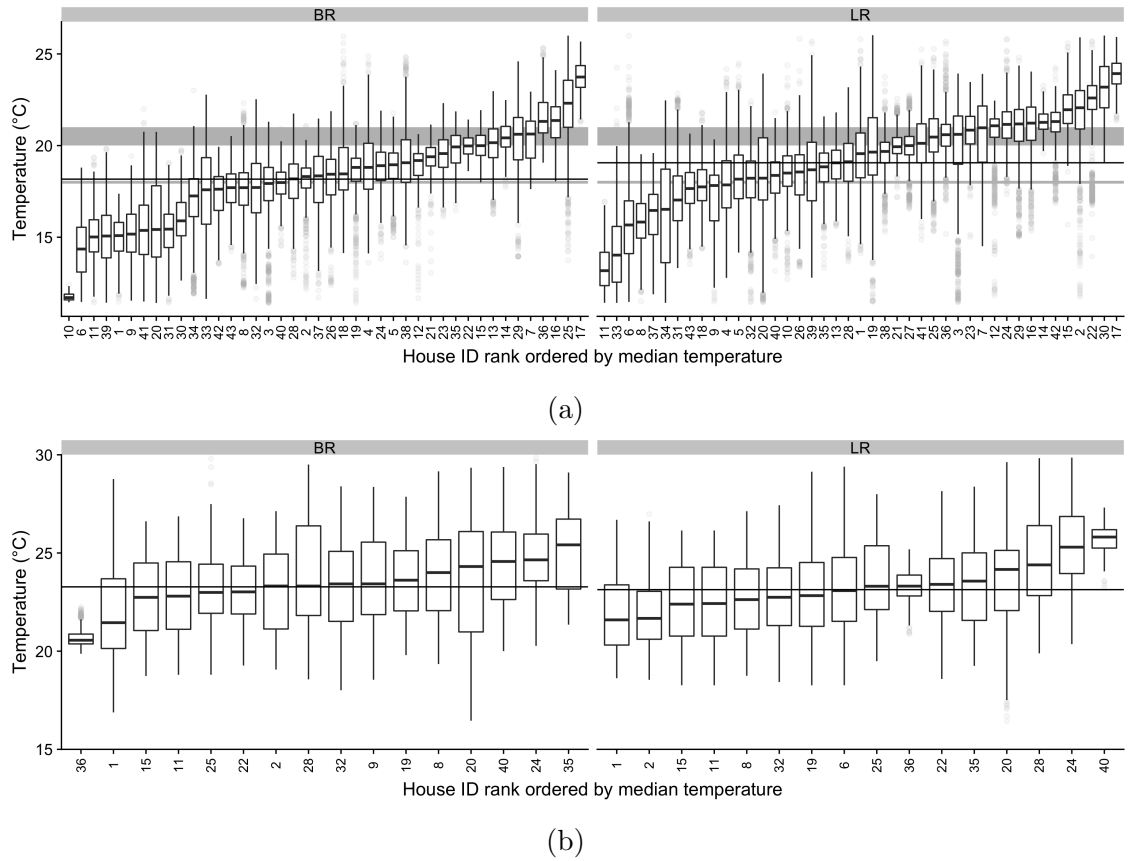 BR LR
Temperature (°C)
25
20
15
10 6 11 39 1 9 41 20 31 30 34 33 42 43 8 32 3 40 28 2 37 26 18 19 4 24 5 38 12 21 23 35 22 15 13 14 29 7 36 16 25 17 11 33 6 8 37 34 31 43 18 9 4 5 32 20 40 10 26 39 35 13 28 1 19 38 21 27 41 25 36 3 23 7 12 24 29 16 14 42 15 2 22 30 17
House ID rank ordered by median temperature
(a)
BR LR
Temperature (°C)
30
25
20
15
36 1 15 11 25 22 2 28 32 9 19 8 20 40 24 35 1 2 15 11 8 32 19 6 25 36 22 35 20 28 24 40
House ID rank ordered by median temperature
(b)